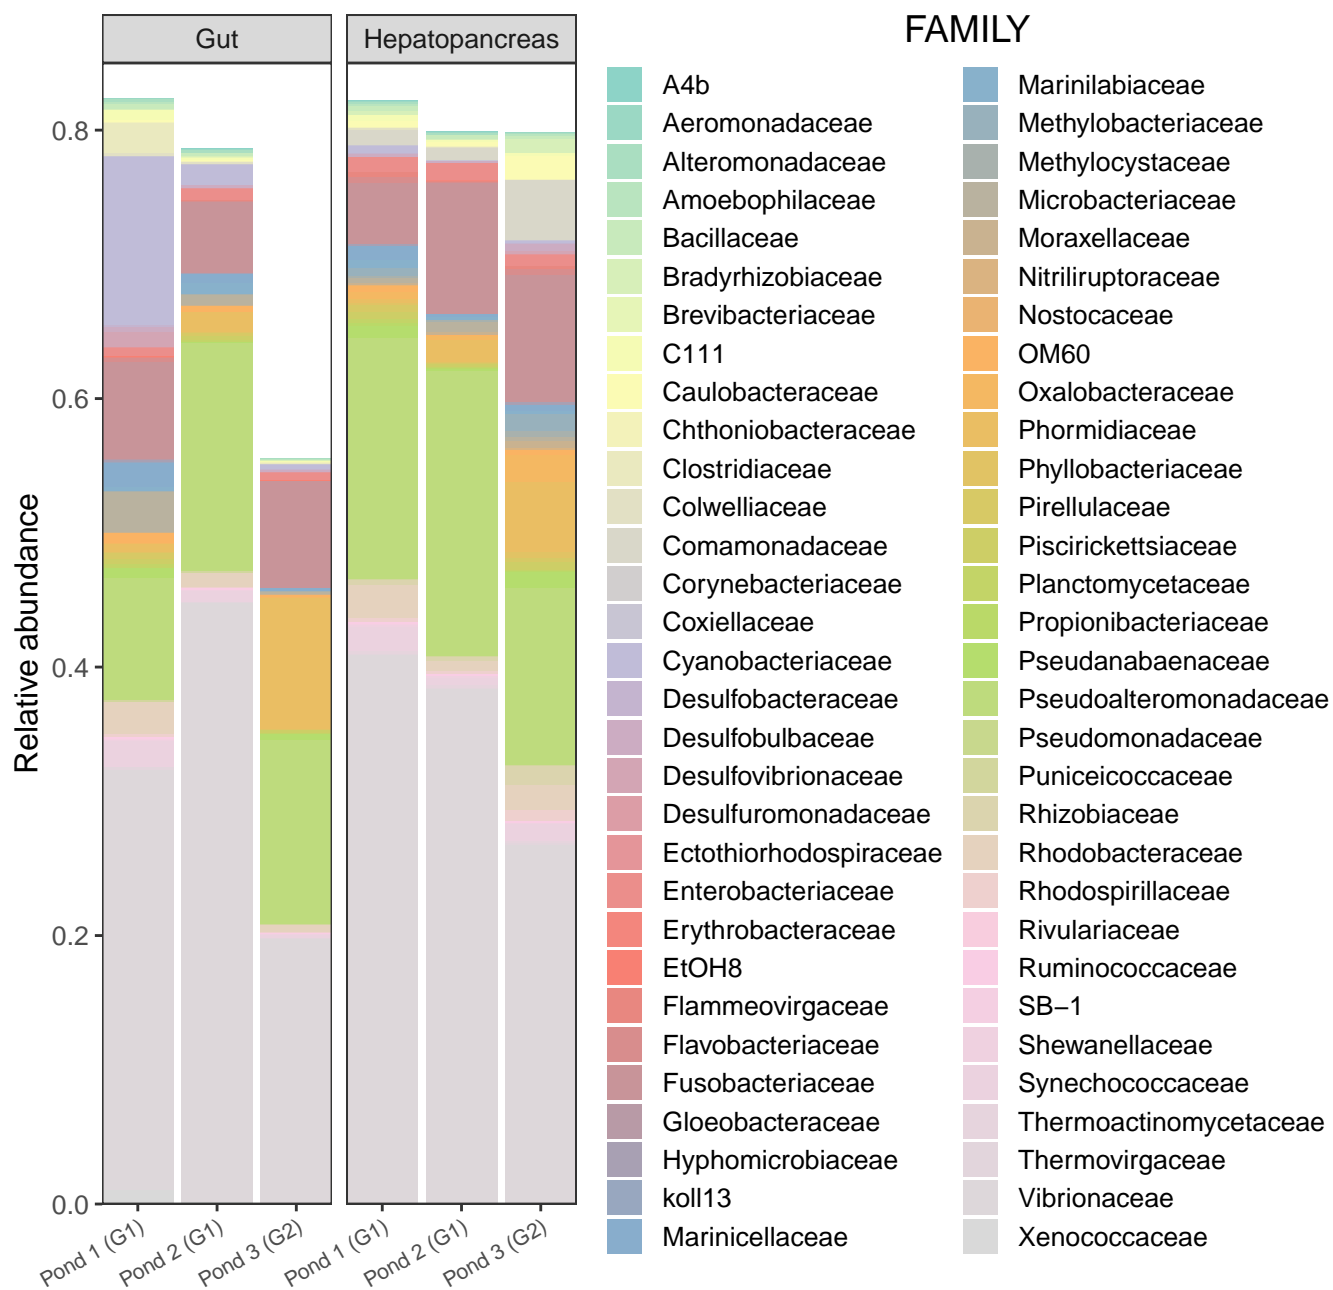 Gut
Hepatopancreas
Relative abundance
0.8
0.6
0.4
0.2
0.0
Pond 1 (G1)
Pond 2 (G1)
Pond 3 (G2)
Pond 1 (G1)
Pond 2 (G1)
Pond 3 (G2)
FAMILY
A4b
Aeromonadaceae
Alteromonadaceae
Amoebophilaceae
Bacillaceae
Bradyrhizobiaceae
Brevibacteriaceae
C111
Caulobacteraceae
Chthoniobacteraceae
Clostridiaceae
Colwelliaceae
Comamonadaceae
Corynebacteriaceae
Coxiellaceae
Cyanobacteriaceae
Desulfobacteraceae
Desulfobulbaceae
Desulfovibrionaceae
Desulfuromonadaceae
Ectothiorhodospiraceae
Enterobacteriaceae
Erythrobacteraceae
EtOH8
Flammeovirgaceae
Flavobacteriaceae
Fusobacteriaceae
Gloeobacteraceae
Hyphomicrobiaceae
koll13
Marinicellaceae
Marinilabiaceae
Methylobacteriaceae
Methylocystaceae
Microbacteriaceae
Moraxellaceae
Nitriliruptoraceae
Nostocaceae
OM60
Oxalobacteraceae
Phormidiaceae
Phyllobacteriaceae
Pirellulaceae
Piscirickettsiaceae
Planctomycetaceae
Propionibacteriaceae
Pseudanabaenaceae
Pseudoalteromonadaceae
Pseudomonadaceae
Puniceicoccaceae
Rhizobiaceae
Rhodobacteraceae
Rhodospirillaceae
Rivulariaceae
Ruminococcaceae
SB−1
Shewanellaceae
Synechococcaceae
Thermoactinomycetaceae
Thermovirgaceae
Vibrionaceae
Xenococcaceae